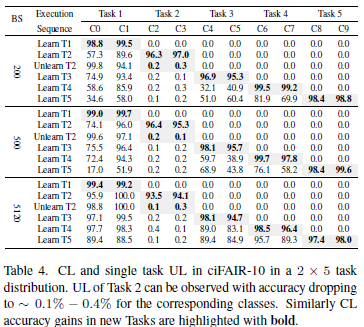 BS Execution Task 1 Task 2 Task 3 Task 4 Task 5
Sequence C0 C1 C2 C3 C4 C5 C6 C7 C8 C9
200
Learn T1 98.8 99.5 0.0 0.0 0.0 0.0 0.0 0.0 0.0 0.0
Learn T2 57.3 89.6 96.3 97.0 0.0 0.0 0.0 0.0 0.0 0.0
Unlearn T2 99.8 94.1 0.2 0.3 0.0 0.0 0.0 0.0 0.0 0.0
Learn T3 74.9 93.4 0.2 0.1 96.9 95.3 0.0 0.0 0.0 0.0
Learn T4 58.6 85.9 0.2 0.3 32.1 40.9 99.5 99.2 0.0 0.0
Learn T5 34.6 58.0 0.1 0.2 51.0 60.4 81.9 69.9 98.4 98.8
500
Learn T1 99.0 99.7 0.0 0.0 0.0 0.0 0.0 0.0 0.0 0.0
Learn T2 74.1 96.0 96.4 95.3 0.0 0.0 0.0 0.0 0.0 0.0
Unlearn T2 99.6 97.1 0.2 0.1 0.0 0.0 0.0 0.0 0.0 0.0
Learn T3 75.5 96.4 0.1 0.2 98.1 95.7 0.0 0.0 0.0 0.0
Learn T4 72.4 94.3 0.2 0.2 59.7 38.9 99.7 97.8 0.0 0.0
Learn T5 17.0 51.9 0.2 0.2 68.9 43.8 76.1 58.2 98.4 99.6
5120
Learn T1 99.4 99.2 0.0 0.0 0.0 0.0 0.0 0.0 0.0 0.0
Learn T2 95.9 100.0 93.5 94.1 0.0 0.0 0.0 0.0 0.0 0.0
Unlearn T2 98.8 100.0 0.1 0.3 0.0 0.0 0.0 0.0 0.0 0.0
Learn T3 97.1 99.5 0.2 0.2 98.1 94.7 0.0 0.0 0.0 0.0
Learn T4 97.7 98.3 0.4 0.1 89.0 83.1 98.5 96.4 0.0 0.0
Learn T5 89.4 88.5 0.1 0.2 89.4 84.9 95.7 89.3 97.4 98.0
Table 4. CL and single task UL in ciFAIR-10 in a 2 × 5 task
distribution. UL of Task 2 can be observed with accuracy dropping
to ∼ 0.1% − 0.4% for the corresponding classes. Similarly CL
accuracy gains in new Tasks are highlighted with bold.